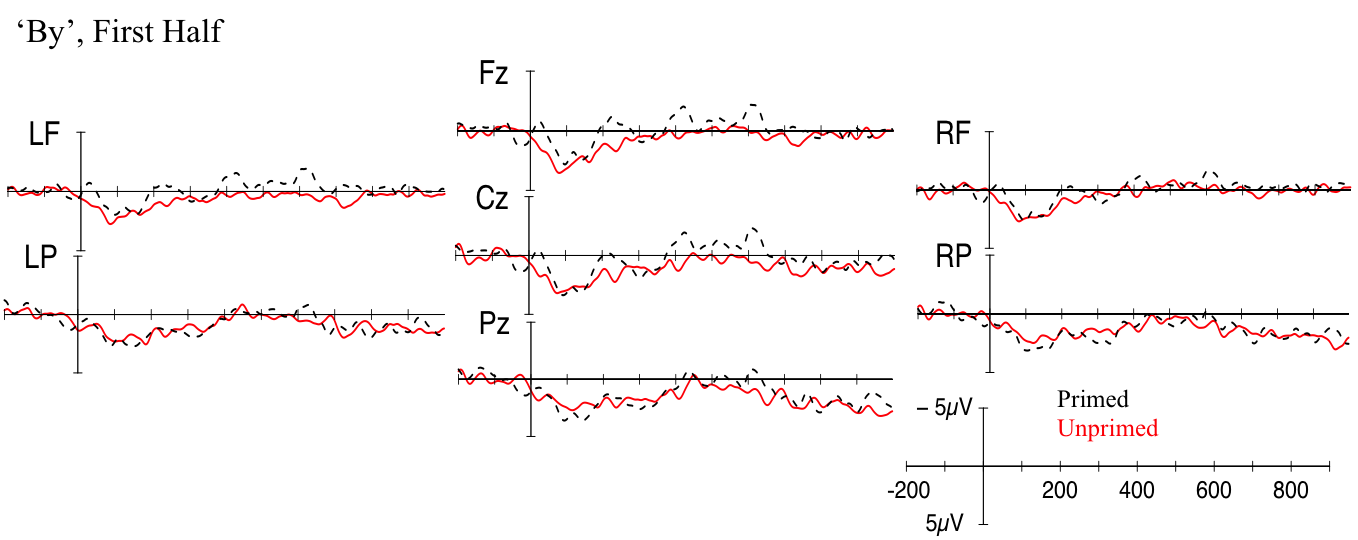 ‘By’, First Half
Fz
LF
RF
Cz
LP
RP
Pz
Primed
– 5µV
Unprimed
-200 200 400 600 800
5µV